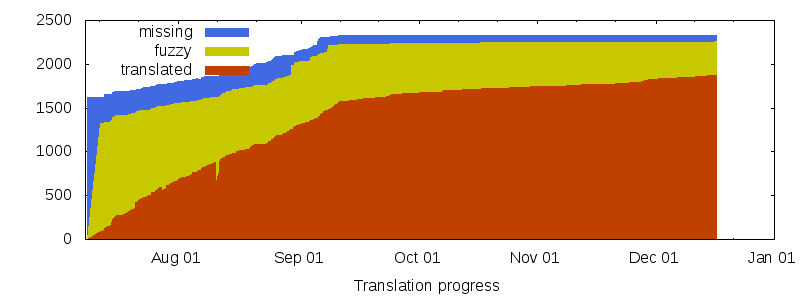 2500
2000
1500
1000
500
0
missing
fuzzy
translated
Aug 01 Sep 01 Oct 01 Nov 01 Dec 01 Jan 01
Translation progress